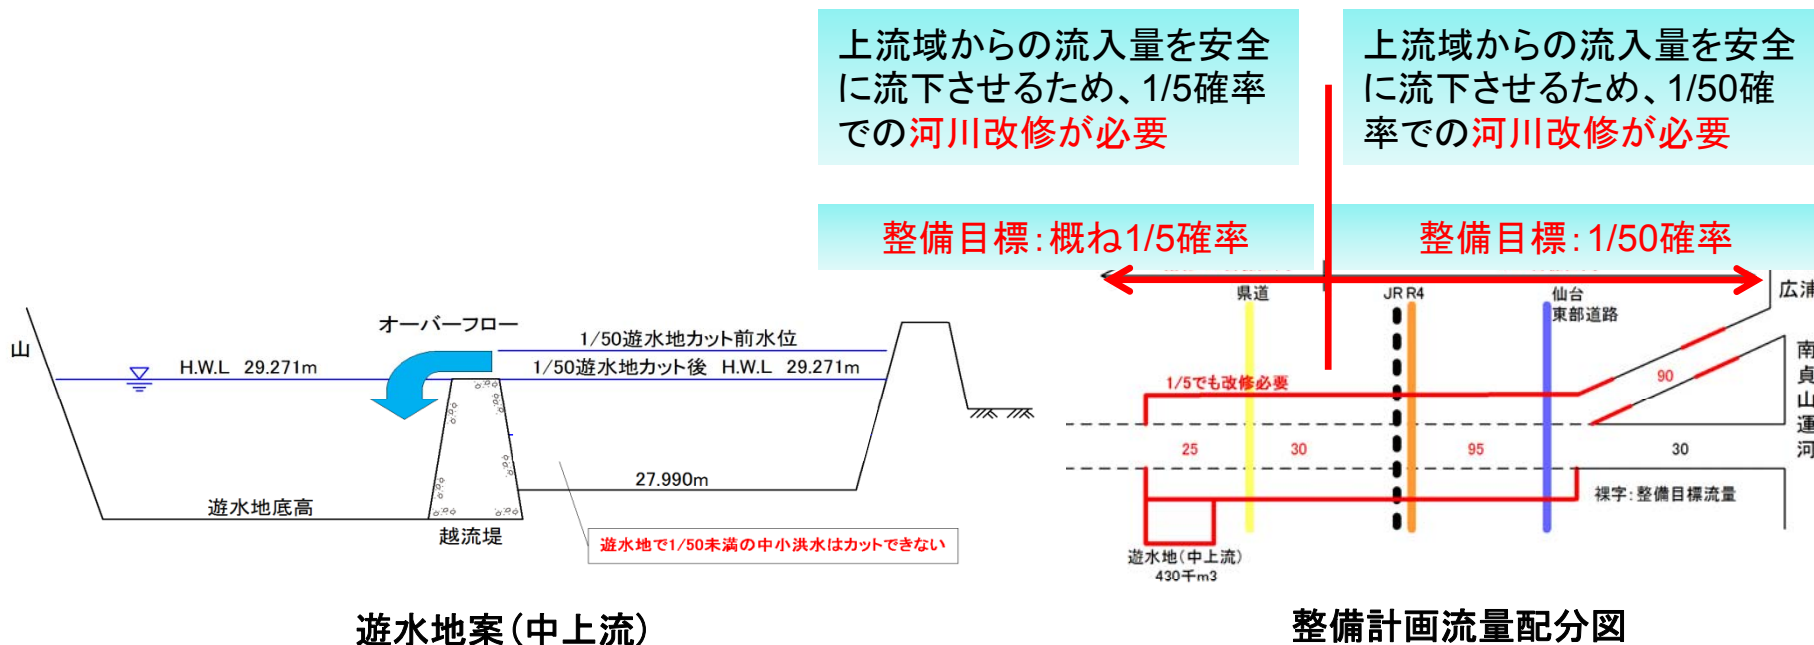 上流域からの流入量を安全
に流下させるため、1/5確率
での河川改修が必要
上流域からの流入量を安全
に流下させるため、1/50確
率での河川改修が必要
整備目標：概ね1/5確率
整備目標：1/50確率
県道
JR R4
仙台
東部道路
広浦
南貞山運河
1/5でも改修必要
90
25
30
95
30
裸字：整備目標流量
遊水地(中上流)
430千m3
整備計画流量配分図
山
オーバーフロー
H.W.L 29.271m
1/50遊水地カット前水位
1/50遊水地カット後 H.W.L 29.271m
27.990m
遊水地底高
越流堤
遊水地で1/50未満の中小洪水はカットできない
遊水地案（中上流）